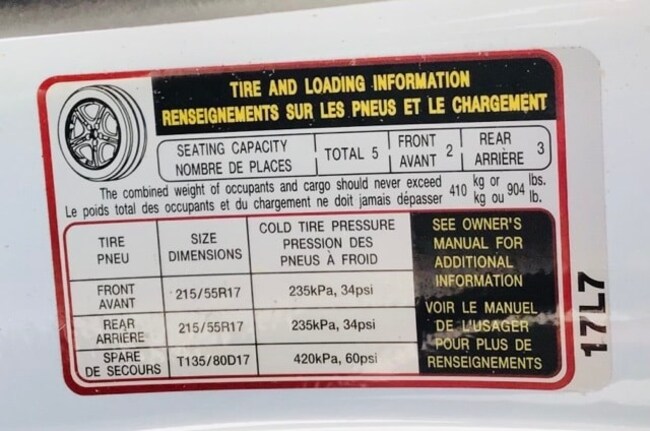 TIRE AND LOADING INFORMATION
RENSEIGNEMENTS SUR LES PNEUS ET LE CHARGEMENT
SEATING CAPACITY
NOMBRE DE PLACES
TOTAL 5
FRONT
AVANT 2
REAR
ARRIÈRE 3
The combined weight of occupants and cargo should never exceed 410 kg or 904 lbs.
Le poids total des occupants et du chargement ne doit jamais dépasser kg ou lb.
TIRE
PNEU
SIZE
DIMENSIONS
COLD TIRE PRESSURE
PRESSION DES
PNEUS À FROID
FRONT
AVANT
215/55R17
235kPa, 34psi
REAR
ARRIÈRE
215/55R17
235kPa, 34psi
SPARE
DE SECOURS
T135/80D17
420kPa, 60psi
SEE OWNER'S
MANUAL FOR
ADDITIONAL
INFORMATION
VOIR LE MANUEL
DE L'USAGER
POUR PLUS DE
RENSEIGNEMENTS
17L7